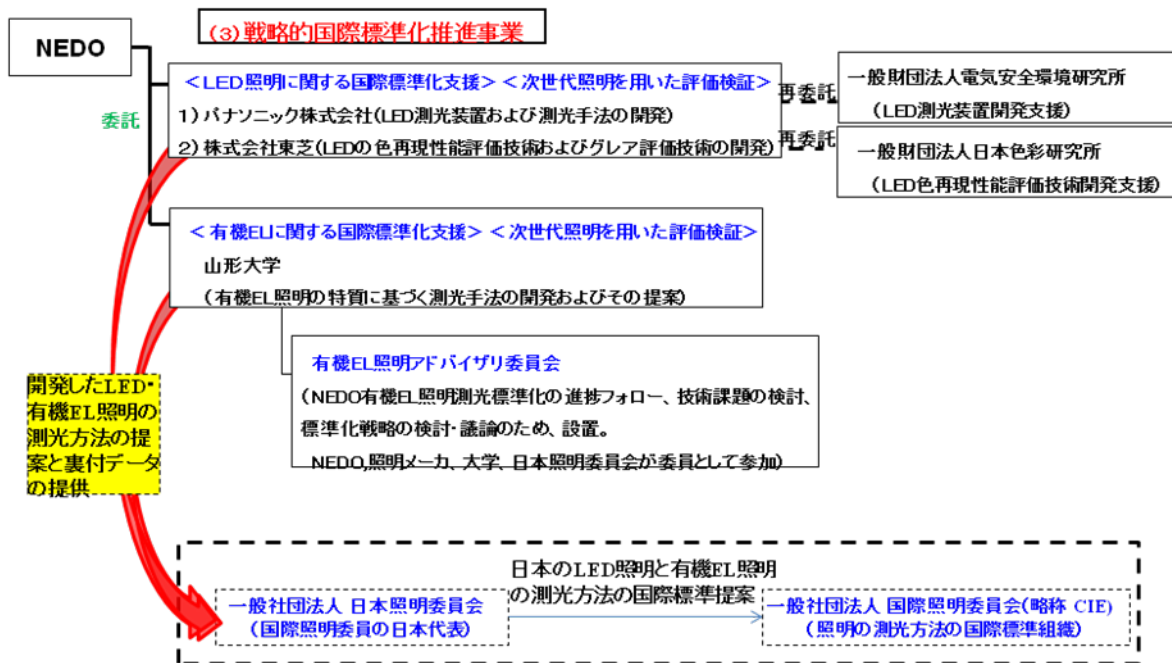 (3)戦略的国際標準化推進事業
NEDO
委託
＜LED照明に関する国際標準化支援＞ ＜次世代照明を用いた評価検証＞
1) パナソニック株式会社(LED測光装置および測光手法の開発)
2) 株式会社東芝(LEDの色再現性能評価技術およびグレア評価技術の開発)
再委託
一般財団法人電気安全環境研究所
(LED測光装置開発支援)
再委託
一般財団法人日本色彩研究所
(LED色再現性能評価技術開発支援)
＜有機ELに関する国際標準化支援＞ ＜次世代照明を用いた評価検証＞
山形大学
(有機EL照明の特質に基づく測光手法の開発およびその提案)
有機EL照明アドバイザリ委員会
(NEDO有機EL照明測光標準化の進捗フォロー、技術課題の検討、
標準化戦略の検討・議論のため、設置。
NEDO,照明メーカ、大学、日本照明委員会が委員として参加)
開発したLED・
有機EL照明の
測光方法の提
案と裏付データ
の提供
日本のLED照明と有機EL照明
の測光方法の国際標準提案
一般社団法人 日本照明委員会
(国際照明委員の日本代表)
一般社団法人 国際照明委員会(略称 CIE)
(照明の測光方法の国際標準組織)